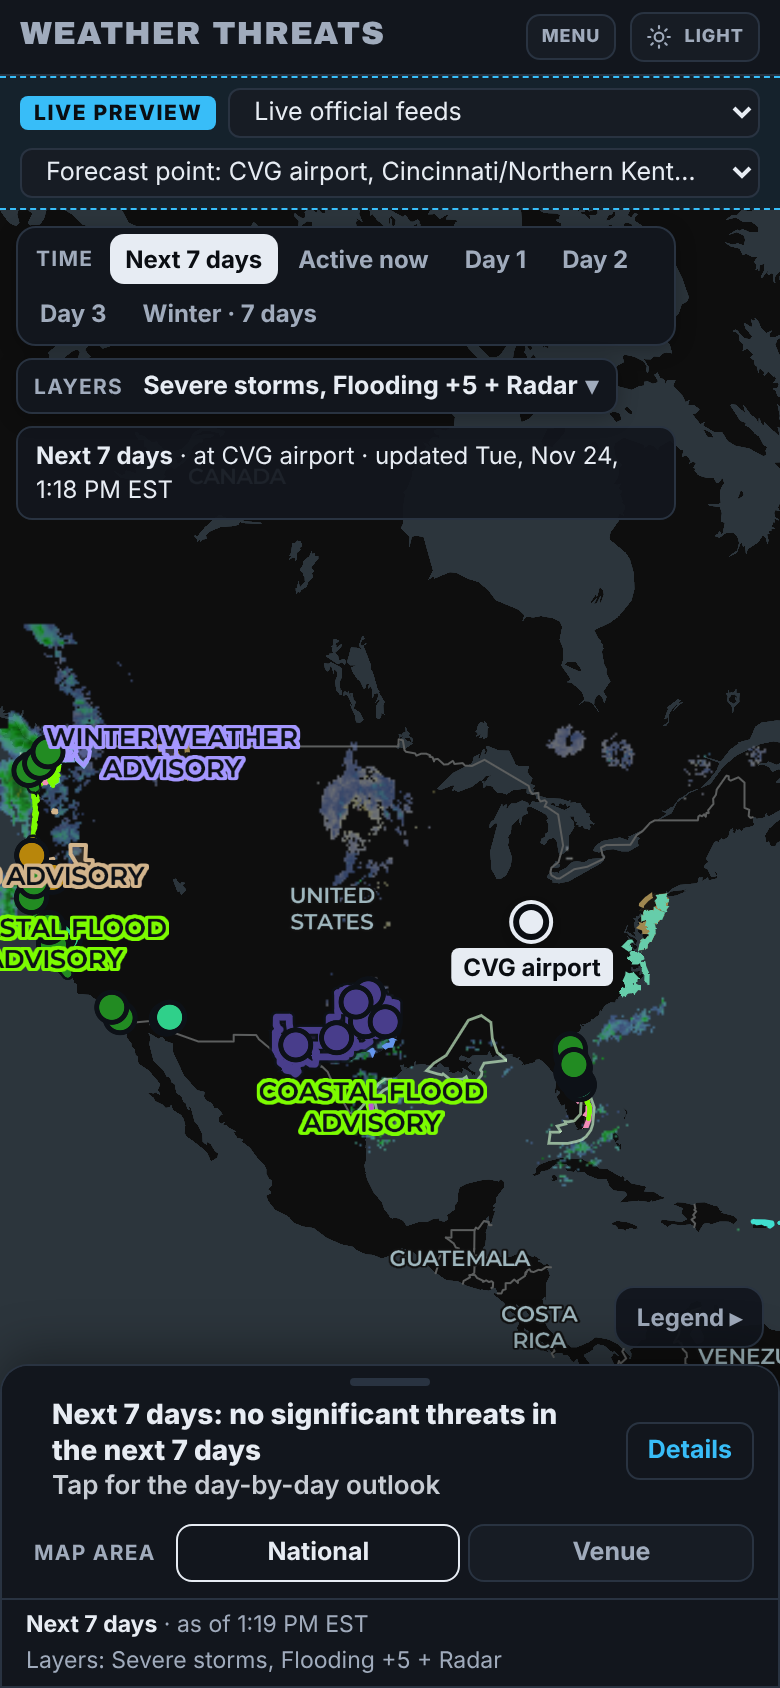 WEATHER THREATS
MENU
LIGHT
LIVE PREVIEW
Live official feeds
Forecast point: CVG airport, Cincinnati/Northern Kent...
TIME
Next 7 days
Active now
Day 1
Day 2
Day 3
Winter · 7 days
LAYERS
Severe storms, Flooding +5 + Radar ▾
Next 7 days · at CVG airport · updated Tue, Nov 24,
1:18 PM EST
CANADA
WINTER WEATHER
ADVISORY
ADVISORY
STAL FLOOD
ADVISORY
UNITED
STATES
CVG airport
COASTAL FLOOD
ADVISORY
GUATEMALA
COSTA
RICA
Legend ▸
VENEZU
Next 7 days: no significant threats in
the next 7 days
Tap for the day-by-day outlook
Details
MAP AREA
National
Venue
Next 7 days · as of 1:19 PM EST
Layers: Severe storms, Flooding +5 + Radar